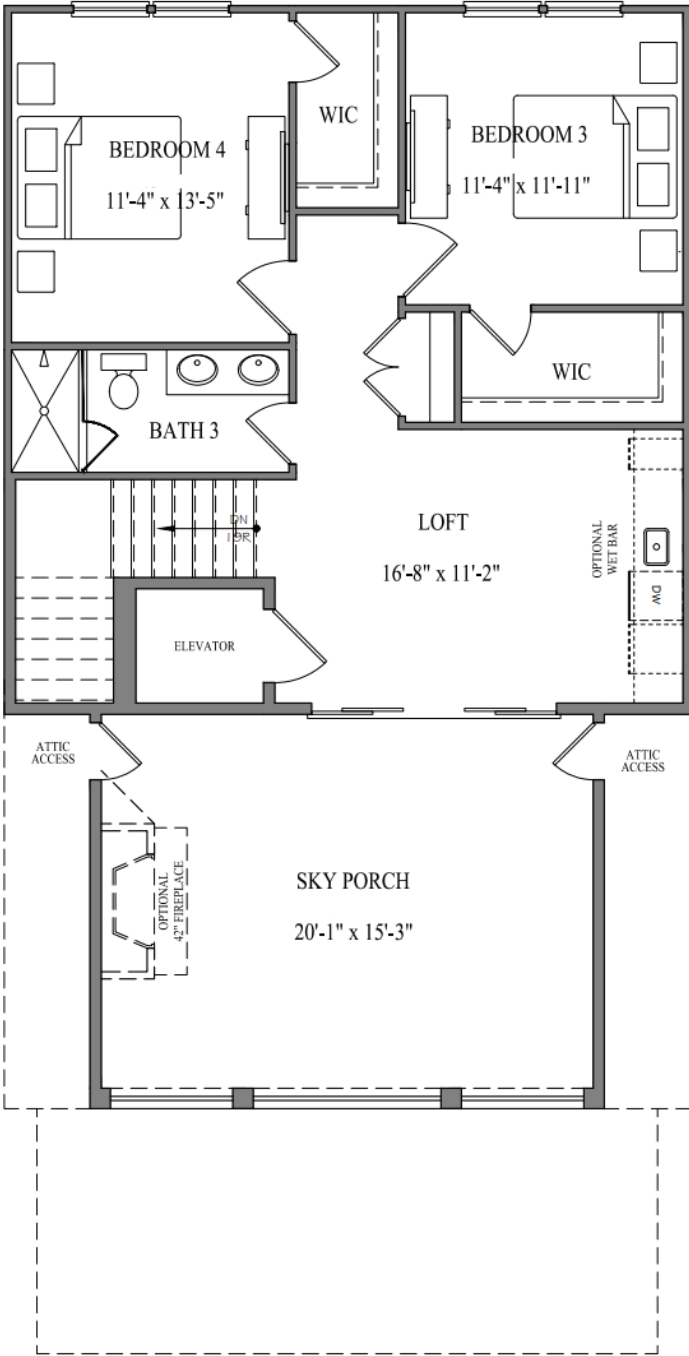 WIC
BEDROOM 4
11'-4" x 13'-5"
BEDROOM 3
11'-4" x 11'-11"
WIC
BATH 3
DN
19R
LOFT
16'-8" x 11'-2"
OPTIONAL
WET BAR
DW
ELEVATOR
ATTIC
ACCESS
ATTIC
ACCESS
OPTIONAL
42" FIREPLACE
SKY PORCH
20'-1" x 15'-3"